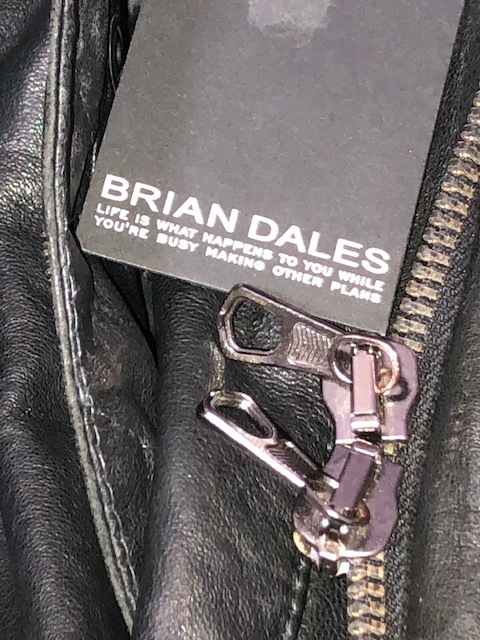 BRIAN DALES
LIFE IS WHAT HAPPENS TO YOU WHILE
YOU'RE BUSY MAKING OTHER PLANS